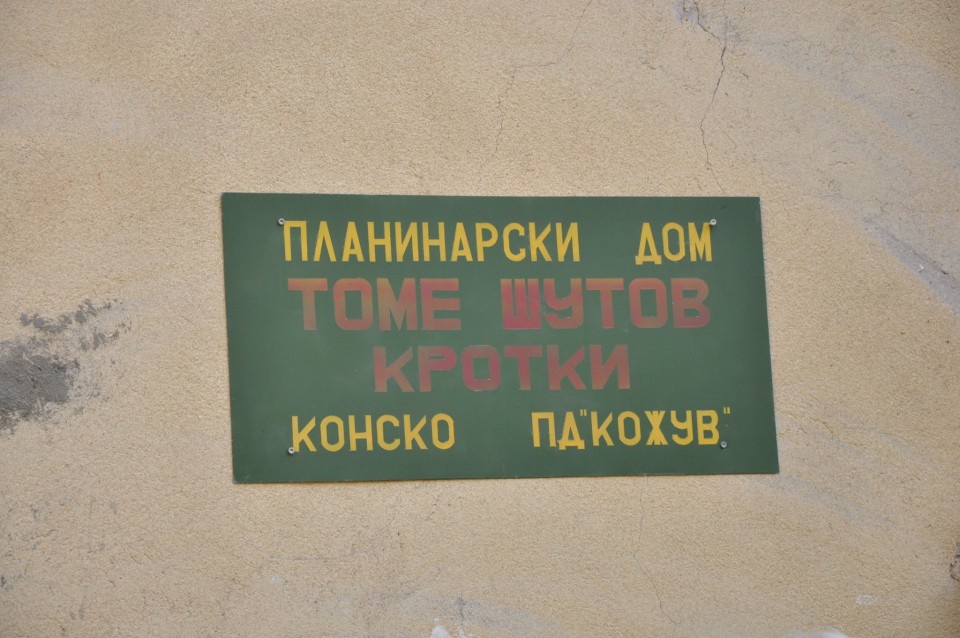 ПЛАНИНАРСКИ ДОМ
ТОМЕ ШУТОВ
КРОТКИ
КОНСКО ПД"КОЖУВ"